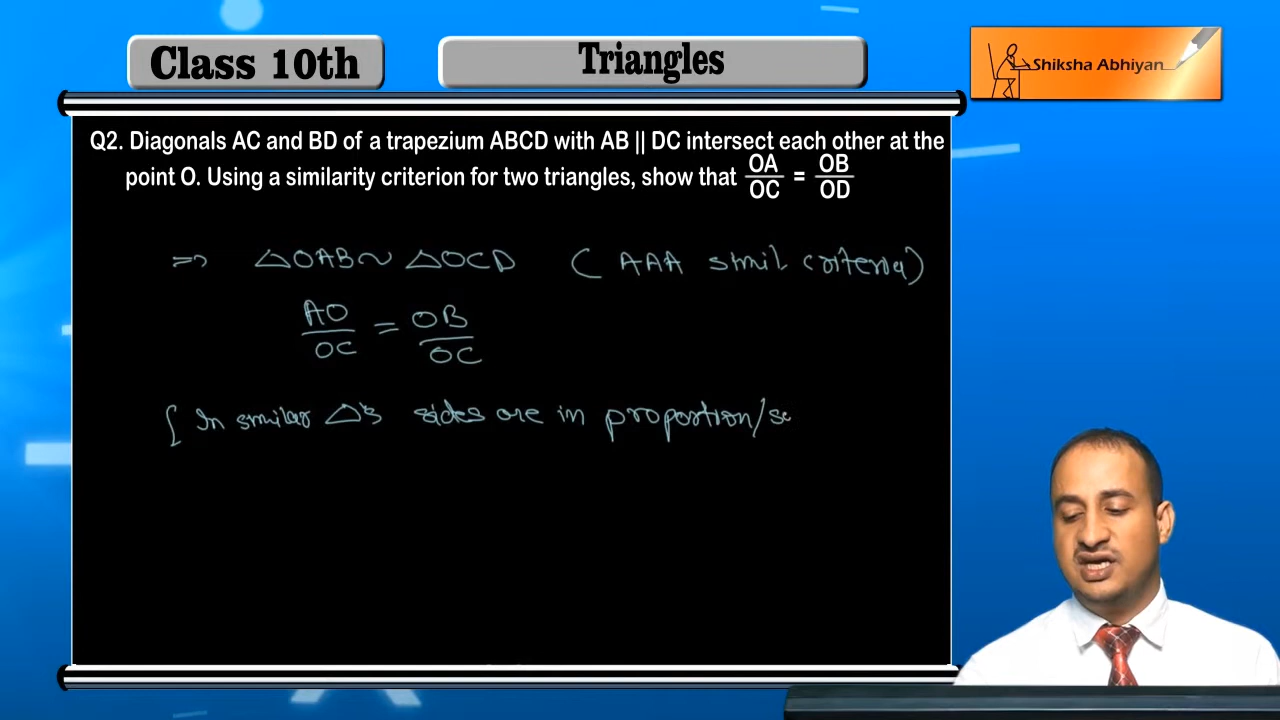 Class 10th
Triangles
Shiksha Abhiyan
Q2. Diagonals AC and BD of a trapezium ABCD with AB || DC intersect each other at the
point O. Using a similarity criterion for two triangles, show that OA/OC = OB/OD
=> △OAB ~ △OCD ( AAA simil criteria)
AO/OC = OB/OC
[ In similar △'s sides are in proportion/se